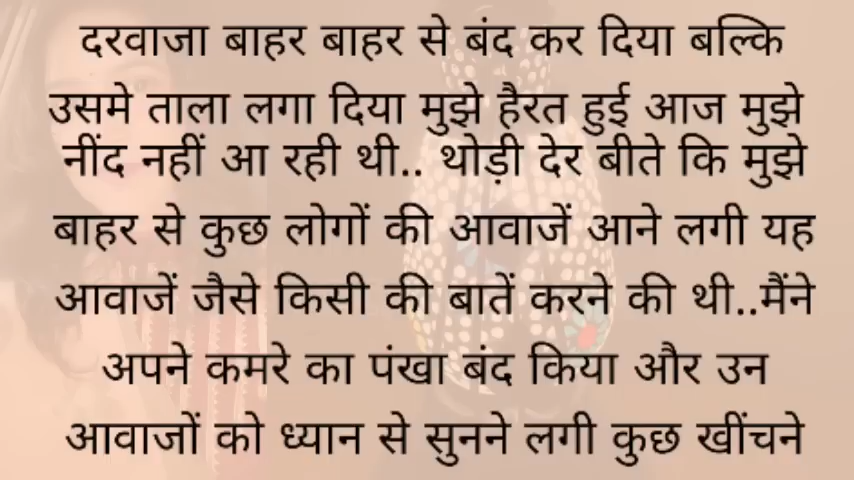 दरवाजा बाहर बाहर से बंद कर दिया बल्कि
उसमे ताला लगा दिया मुझे हैरत हुई आज मुझे
नींद नहीं आ रही थी.. थोड़ी देर बीते कि मुझे
बाहर से कुछ लोगों की आवाजें आने लगी यह
आवाजें जैसे किसी की बातें करने की थी..मैंने
अपने कमरे का पंखा बंद किया और उन
आवाजों को ध्यान से सुनने लगी कुछ खींचने